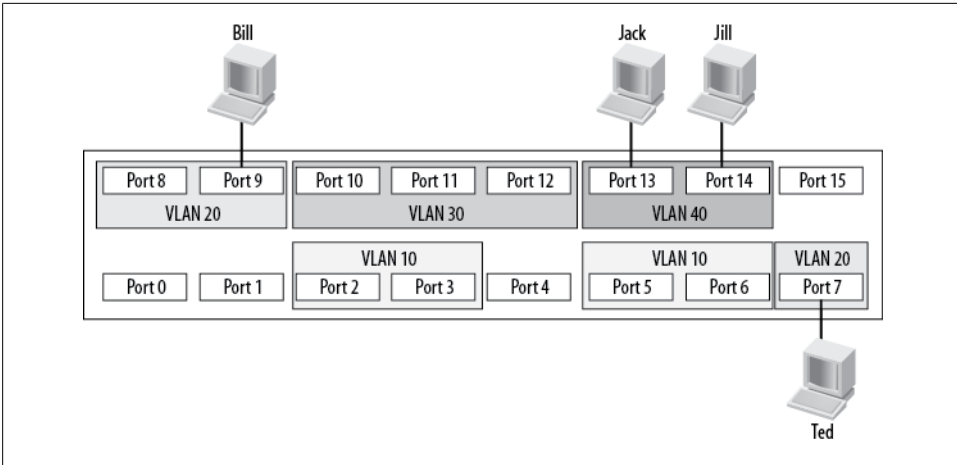 Bill Jack Jill
Port 8 Port 9 Port 10 Port 11 Port 12 Port 13 Port 14 Port 15
VLAN 20 VLAN 30 VLAN 40
VLAN 10 VLAN 10 VLAN 20
Port 0 Port 1 Port 2 Port 3 Port 4 Port 5 Port 6 Port 7
Ted